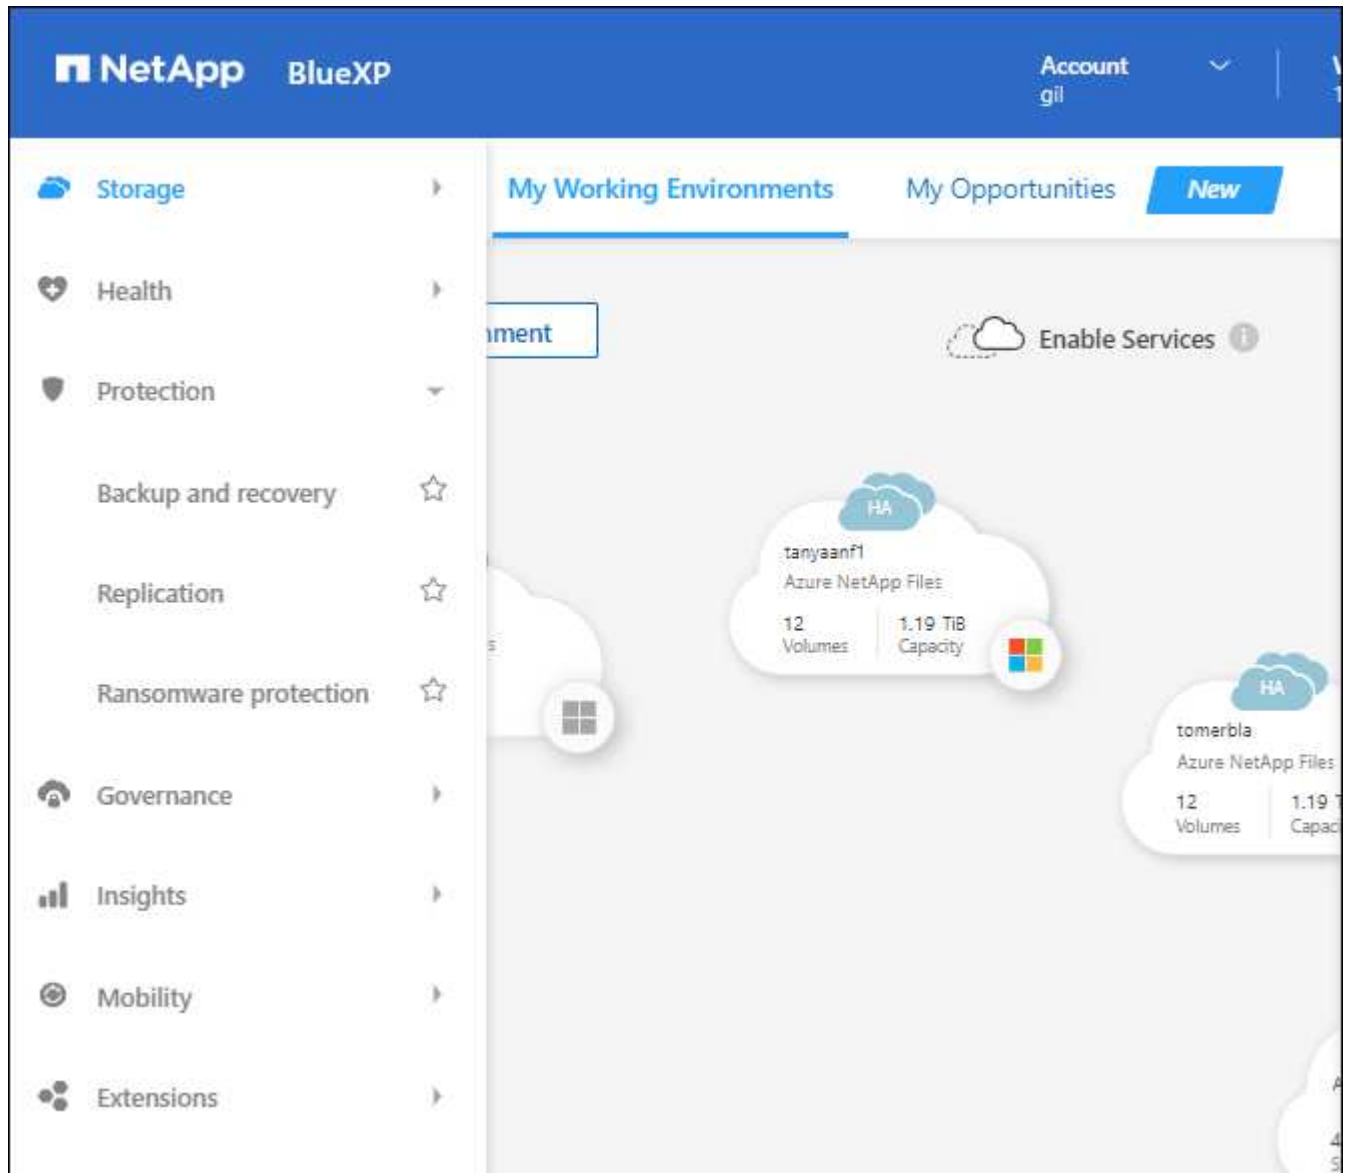 NetApp BlueXP
Account
gil
Storage
My Working Environments My Opportunities New
Health
Enable Services
Protection
Backup and recovery
Replication
Ransomware protection
Governance
Insights
Mobility
Extensions
HA
tanyaanf1
Azure NetApp Files
12 1.19 TiB
Volumes Capacity
HA
tomerbla
Azure NetApp Files
12 1.19
Volumes